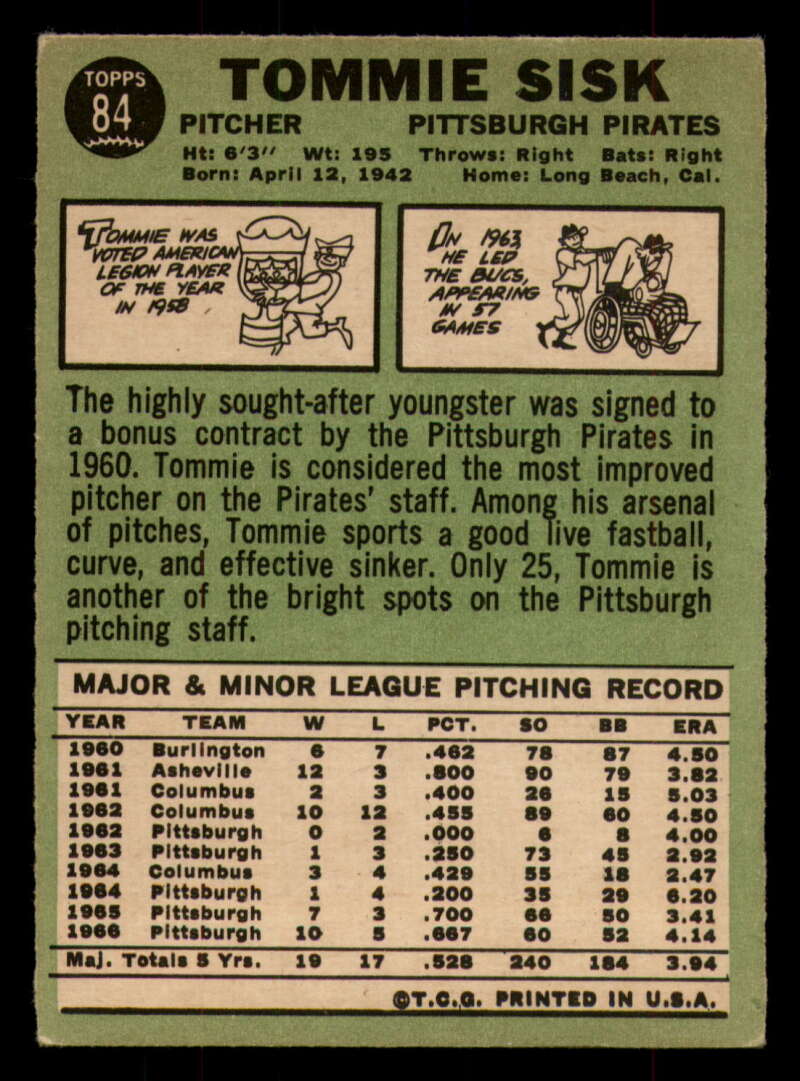 TOPPS
84
TOMMIE SISK
PITCHER PITTSBURGH PIRATES
Ht: 6'3" Wt: 195 Throws: Right Bats: Right
Born: April 12, 1942 Home: Long Beach, Cal.
TOMMIE WAS
VOTED AMERICAN
LEGION PLAYER
OF THE YEAR
IN 1958
IN 1963
HE LED
THE BUCS,
APPEARING
IN 57
GAMES
The highly sought-after youngster was signed to
a bonus contract by the Pittsburgh Pirates in
1960. Tommie is considered the most improved
pitcher on the Pirates' staff. Among his arsenal
of pitches, Tommie sports a good live fastball,
curve, and effective sinker. Only 25, Tommie is
another of the bright spots on the Pittsburgh
pitching staff.
MAJOR & MINOR LEAGUE PITCHING RECORD
YEAR TEAM W L PCT. SO BB ERA
1960 Burlington 6 7 .462 78 87 4.50
1961 Asheville 12 3 .800 90 79 3.82
1961 Columbus 2 3 .400 26 15 5.03
1962 Columbus 10 12 .455 89 60 4.50
1962 Pittsburgh 0 2 .000 6 8 4.00
1963 Pittsburgh 1 3 .250 73 45 2.92
1964 Columbus 3 4 .429 55 18 2.47
1964 Pittsburgh 1 4 .200 35 29 6.20
1965 Pittsburgh 7 3 .700 66 50 3.41
1966 Pittsburgh 10 5 .667 60 52 4.14
Maj. Totals 5 Yrs. 19 17 .528 240 184 3.94
©T.C.G. PRINTED IN U.S.A.